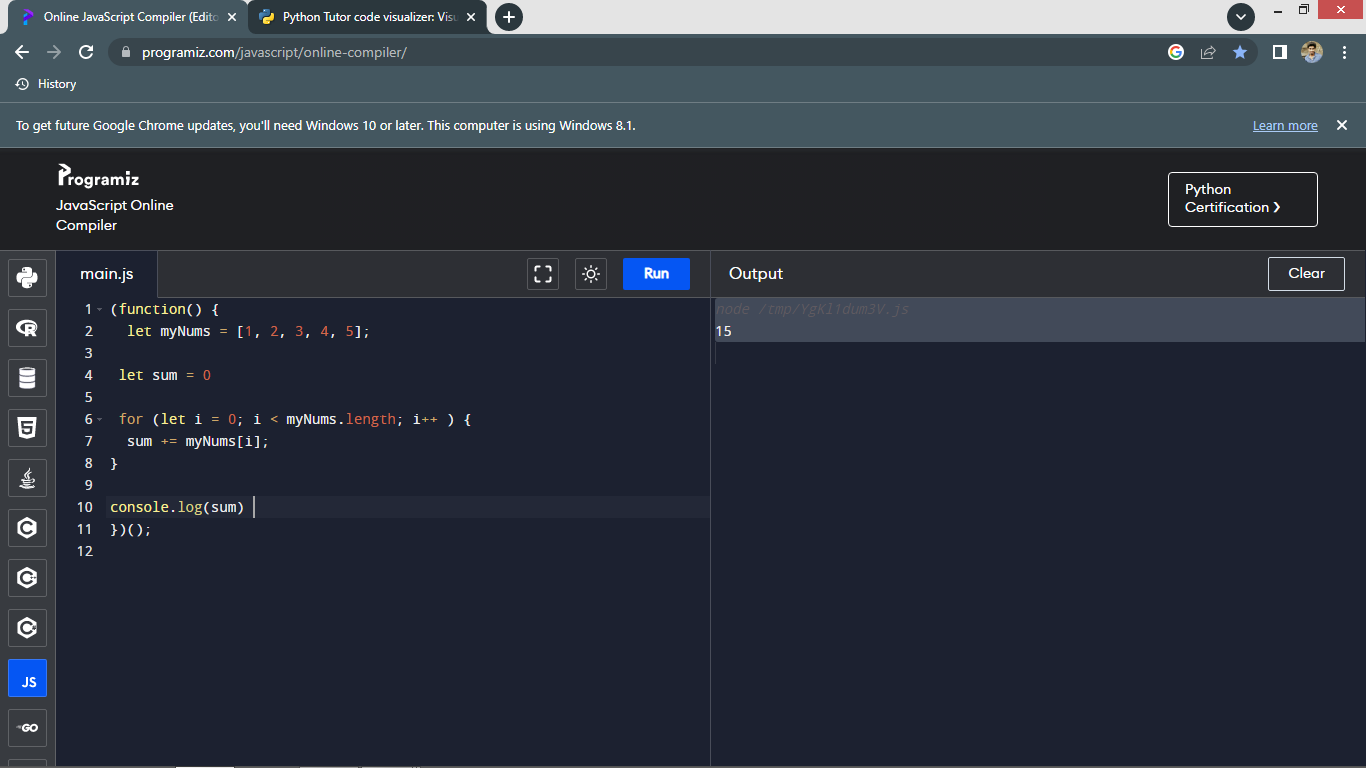 Online JavaScript Compiler (Edito
Python Tutor code visualizer: Visu
programiz.com/javascript/online-compiler/
History
To get future Google Chrome updates, you'll need Windows 10 or later. This computer is using Windows 8.1.
Learn more
Programiz
JavaScript Online
Compiler
Python
Certification ❯
main.js
Run
Output
Clear
1 (function() {
2   let myNums = [1, 2, 3, 4, 5];
3
4  let sum = 0
5
6  for (let i = 0; i < myNums.length; i++ ) {
7   sum += myNums[i];
8 }
9
10 console.log(sum)
11 })();
12
node /tmp/YgKl1dum3V.js
15
R
5
C
C
C
JS
GO